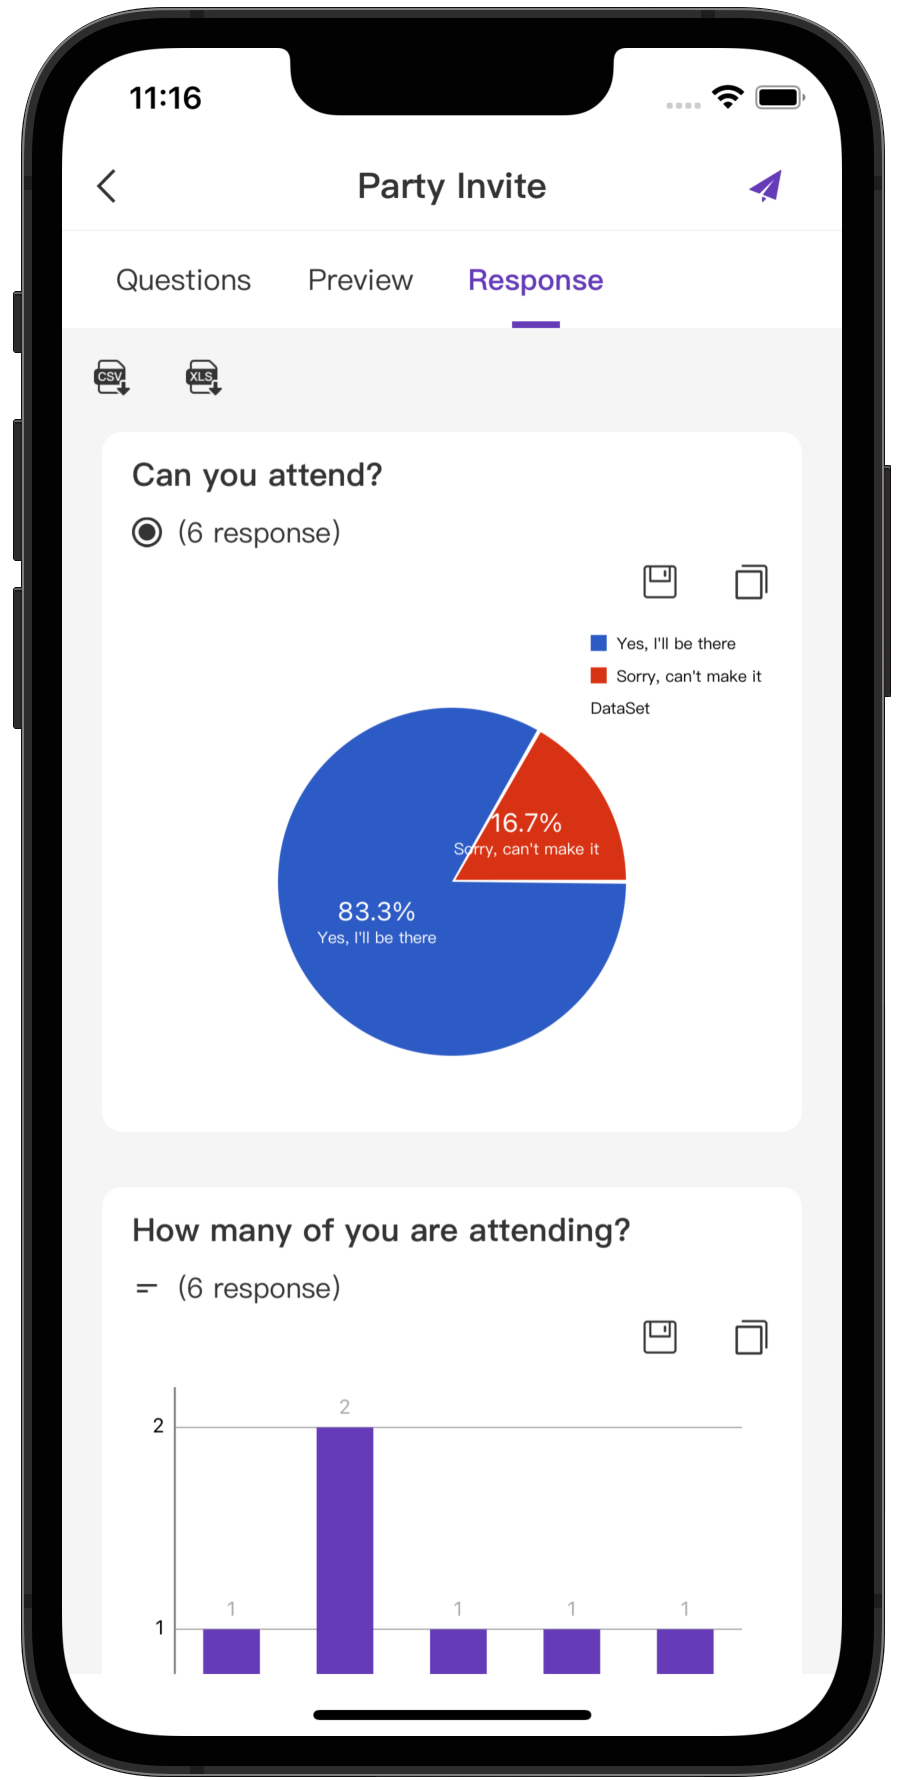 11:16
Party Invite
Questions Preview Response
CSV XLS
Can you attend?
(6 response)
Yes, I'll be there
Sorry, can't make it
DataSet
16.7%
Sorry, can't make it
83.3%
Yes, I'll be there
How many of you are attending?
(6 response)
2
2
1 1 1 1
1